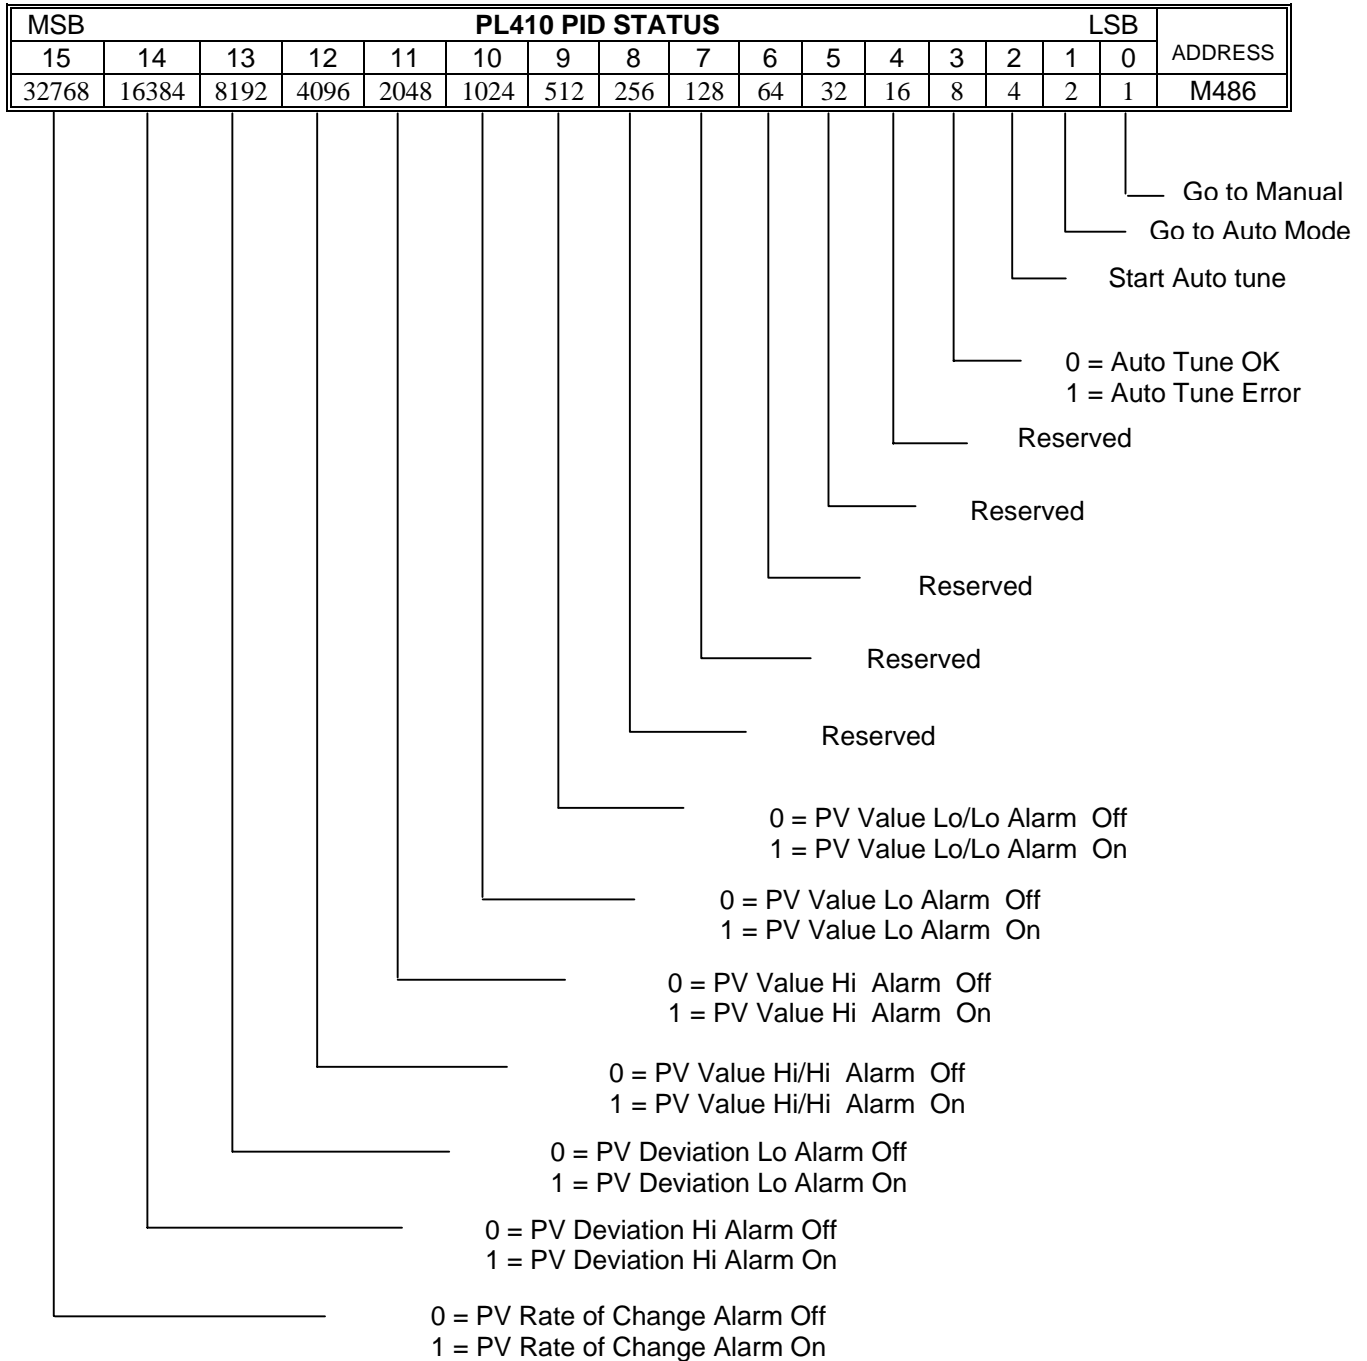 MSB PL410 PID STATUS LSB
15 14 13 12 11 10 9 8 7 6 5 4 3 2 1 0 ADDRESS
32768 16384 8192 4096 2048 1024 512 256 128 64 32 16 8 4 2 1 M486
Go to Manual
Go to Auto Mode
Start Auto tune
0 = Auto Tune OK
1 = Auto Tune Error
Reserved
Reserved
Reserved
Reserved
Reserved
0 = PV Value Lo/Lo Alarm Off
1 = PV Value Lo/Lo Alarm On
0 = PV Value Lo Alarm Off
1 = PV Value Lo Alarm On
0 = PV Value Hi Alarm Off
1 = PV Value Hi Alarm On
0 = PV Value Hi/Hi Alarm Off
1 = PV Value Hi/Hi Alarm On
0 = PV Deviation Lo Alarm Off
1 = PV Deviation Lo Alarm On
0 = PV Deviation Hi Alarm Off
1 = PV Deviation Hi Alarm On
0 = PV Rate of Change Alarm Off
1 = PV Rate of Change Alarm On